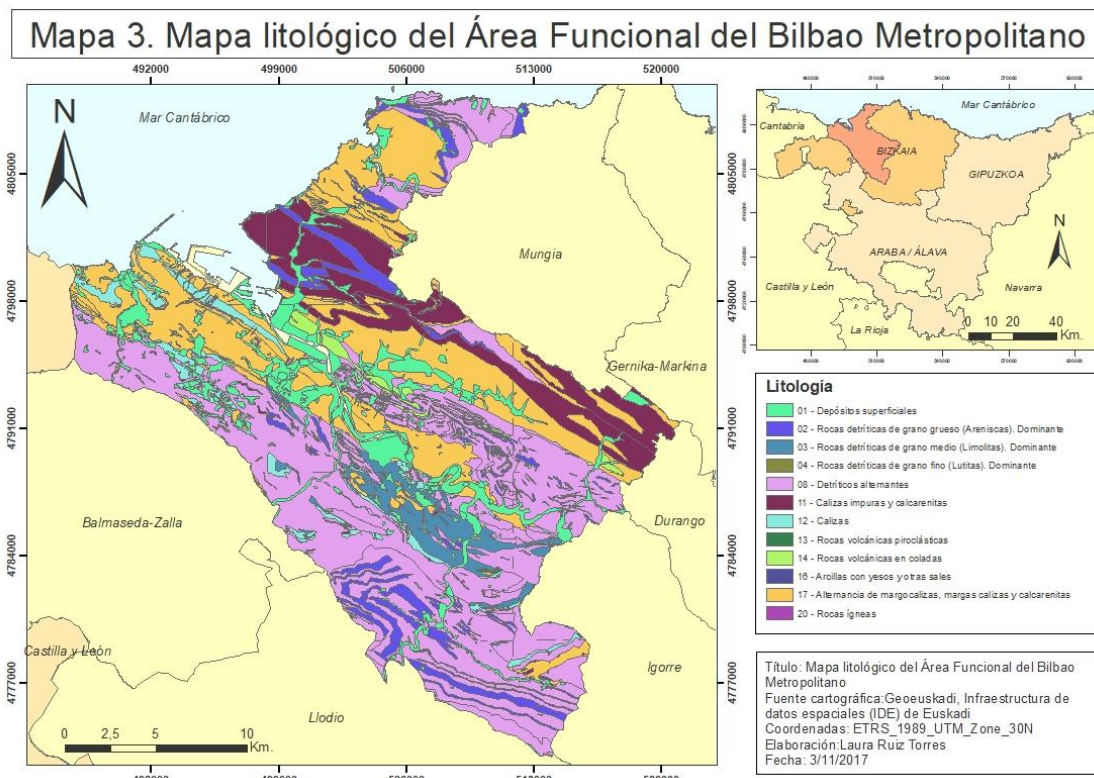 Mapa 3. Mapa litológico del Área Funcional del Bilbao Metropolitano
492000 499000 506000 513000 520000
N
Mar Cantábrico
4805000 4805000
Mungia
4798000 4798000
Gernika-Markina
4791000 4791000
Balmaseda-Zalla
Durango
4784000 4784000
Castilla y León
Igorre
4777000 4777000
Llodio
0 2,5 5 10
Km.
Mar Cantábrico
Cantabria
BIZKAIA
GIPUZKOA
N
ARABA / ÁLAVA
Castilla y León
Navarra
La Rioja
0 10 20 40
Km.
Litología
01 - Depósitos superficiales
02 - Rocas detríticas de grano grueso (Areniscas). Dominante
03 - Rocas detríticas de grano medio (Limolitas). Dominante
04 - Rocas detríticas de grano fino (Lutitas). Dominante
08 - Detríticos alternantes
11 - Calizas impuras y calcarenitas
12 - Calizas
13 - Rocas volcánicas piroclásticas
14 - Rocas volcánicas en coladas
16 - Arcillas con yesos y otras sales
17 - Alternancia de margocalizas, margas calizas y calcarenitas
20 - Rocas ígneas
Título: Mapa litológico del Área Funcional del Bilbao
Metropolitano
Fuente cartográfica:Geoeuskadi, Infraestructura de
datos espaciales (IDE) de Euskadi
Coordenadas: ETRS_1989_UTM_Zone_30N
Elaboración:Laura Ruiz Torres
Fecha: 3/11/2017